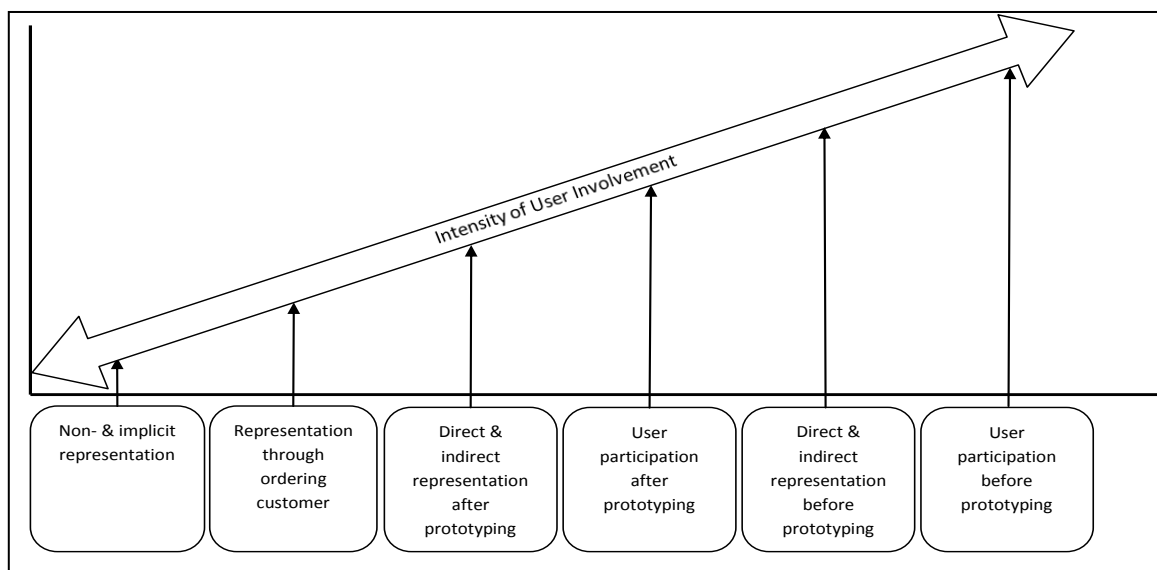 Intensity of User Involvement
Non- & implicit
representation
Representation
through
ordering
customer
Direct &
indirect
representation
after
prototyping
User
participation
after
prototyping
Direct &
indirect
representation
before
prototyping
User
participation
before
prototyping